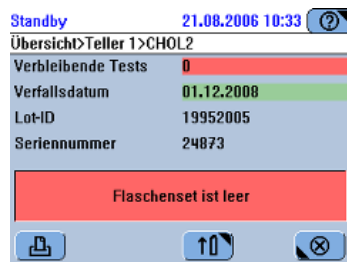 Standby 21.08.2006 10:33 ?
Übersicht>Teller 1>CHOL2
Verbleibende Tests 0
Verfallsdatum 01.12.2008
Lot-ID 19952005
Seriennummer 24873
Flaschenset ist leer